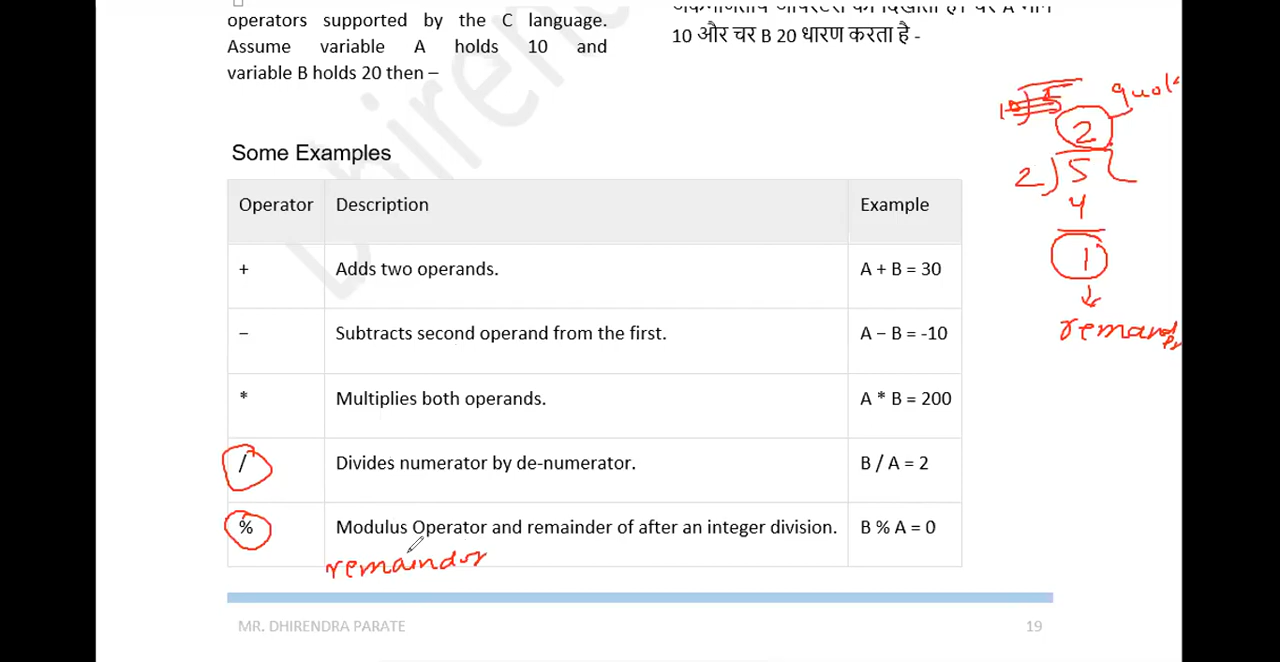 operators supported by the C language.
Assume variable A holds 10 and
variable B holds 20 then –
10 और चर B 20 धारण करता है -
Some Examples
Operator Description Example
+ Adds two operands. A + B = 30
− Subtracts second operand from the first. A − B = -10
* Multiplies both operands. A * B = 200
/ Divides numerator by de-numerator. B / A = 2
% Modulus Operator and remainder of after an integer division. B % A = 0
remainder
MR. DHIRENDRA PARATE 19
Dhirend
2
2 5
4
1